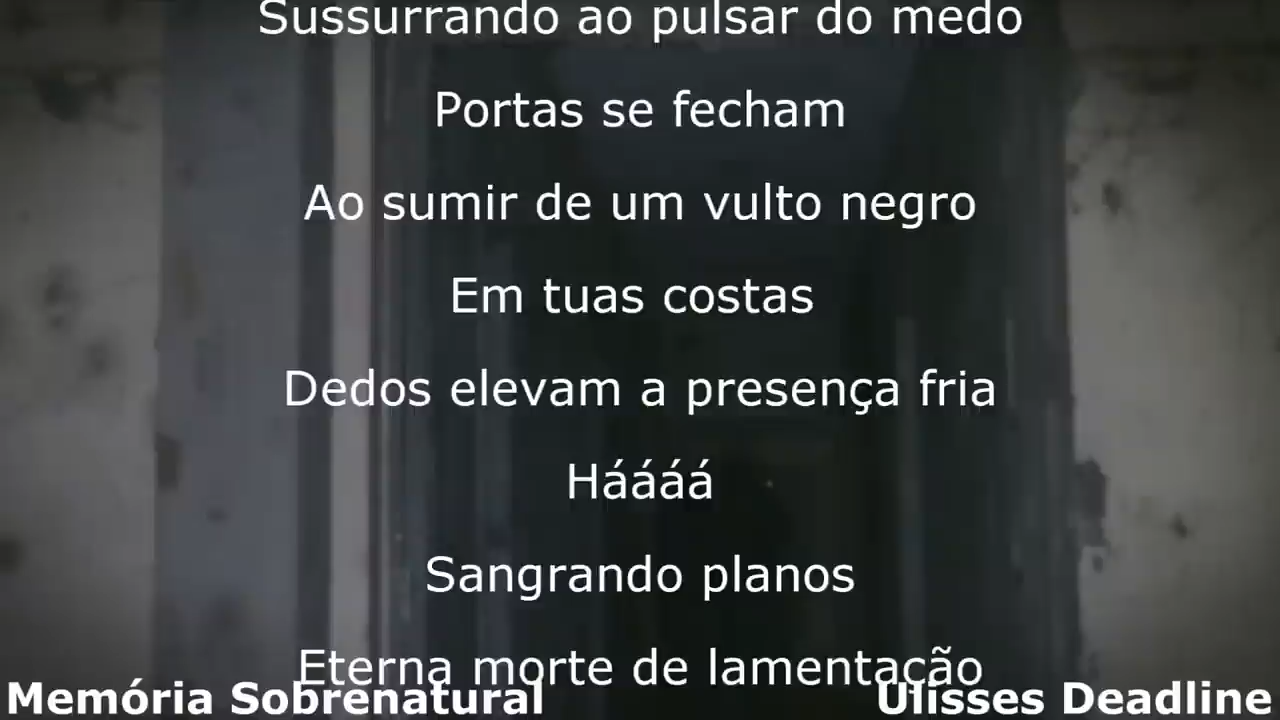 Sussurrando ao pulsar do medo
Portas se fecham
Ao sumir de um vulto negro
Em tuas costas
Dedos elevam a presença fria
Háááá
Sangrando planos
Eterna morte de lamentação
Memória Sobrenatural
Ulisses Deadline